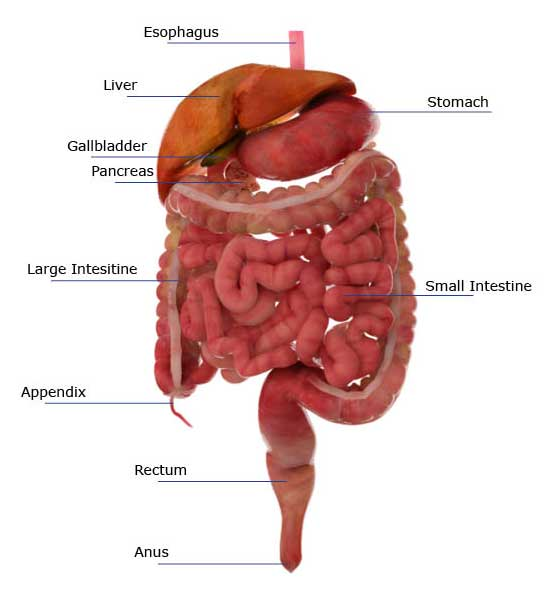 Esophagus
Liver
Stomach
Gallbladder
Pancreas
Large Intesitine
Small Intestine
Appendix
Rectum
Anus